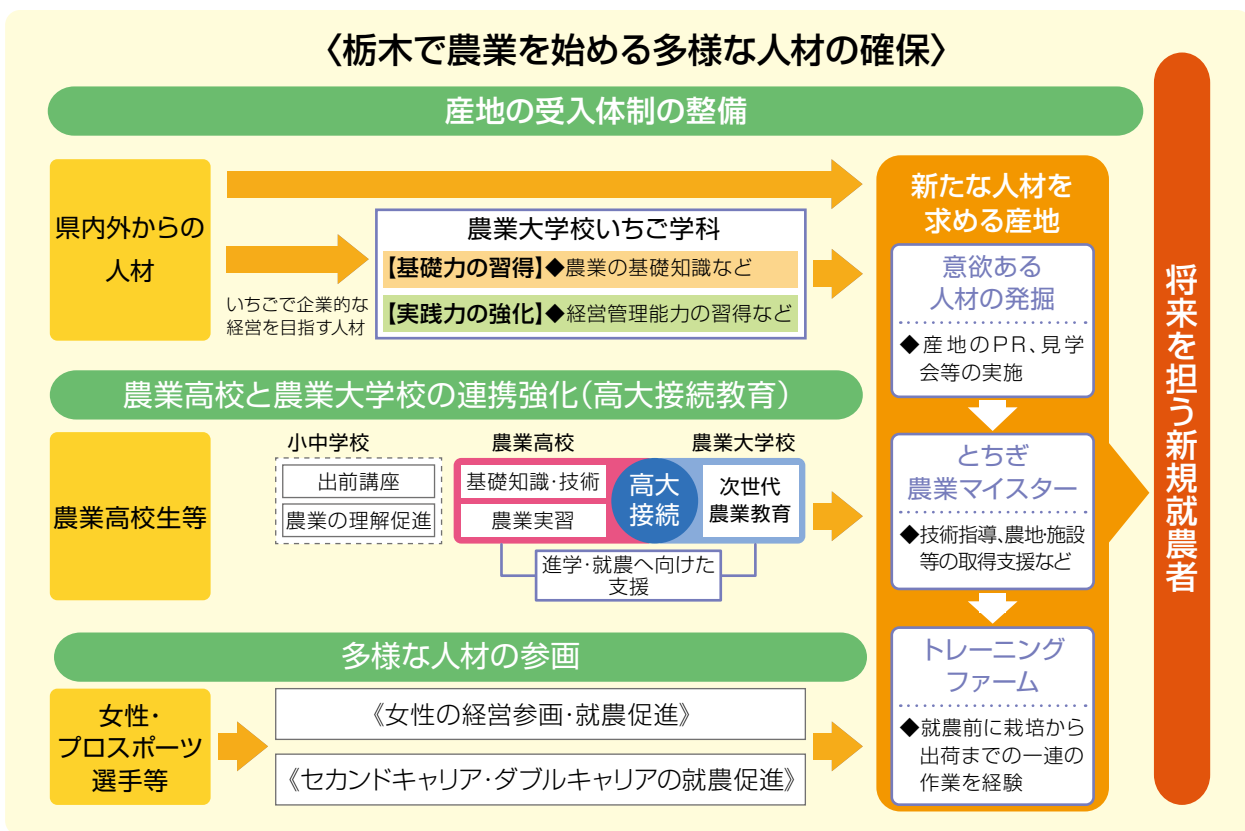 〈栃木で農業を始める多様な人材の確保〉
産地の受入体制の整備
県内外からの
人材
いちごで企業的な
経営を目指す人材
農業大学校いちご学科
【基礎力の習得】◆農業の基礎知識など
【実践力の強化】◆経営管理能力の習得など
農業高校と農業大学校の連携強化(高大接続教育)
農業高校生等
小中学校
出前講座
農業の理解促進
農業高校
基礎知識・技術
農業実習
高大
接続
農業大学校
次世代
農業教育
進学・就農へ向けた
支援
多様な人材の参画
女性・
プロスポーツ
選手等
《女性の経営参画・就農促進》
《セカンドキャリア・ダブルキャリアの就農促進》
新たな人材を
求める産地
意欲ある
人材の発掘
◆産地のPR、見学
会等の実施
とちぎ
農業マイスター
◆技術指導、農地・施設
等の取得支援など
トレーニング
ファーム
◆就農前に栽培から
出荷までの一連の
作業を経験
将来を担う新規就農者